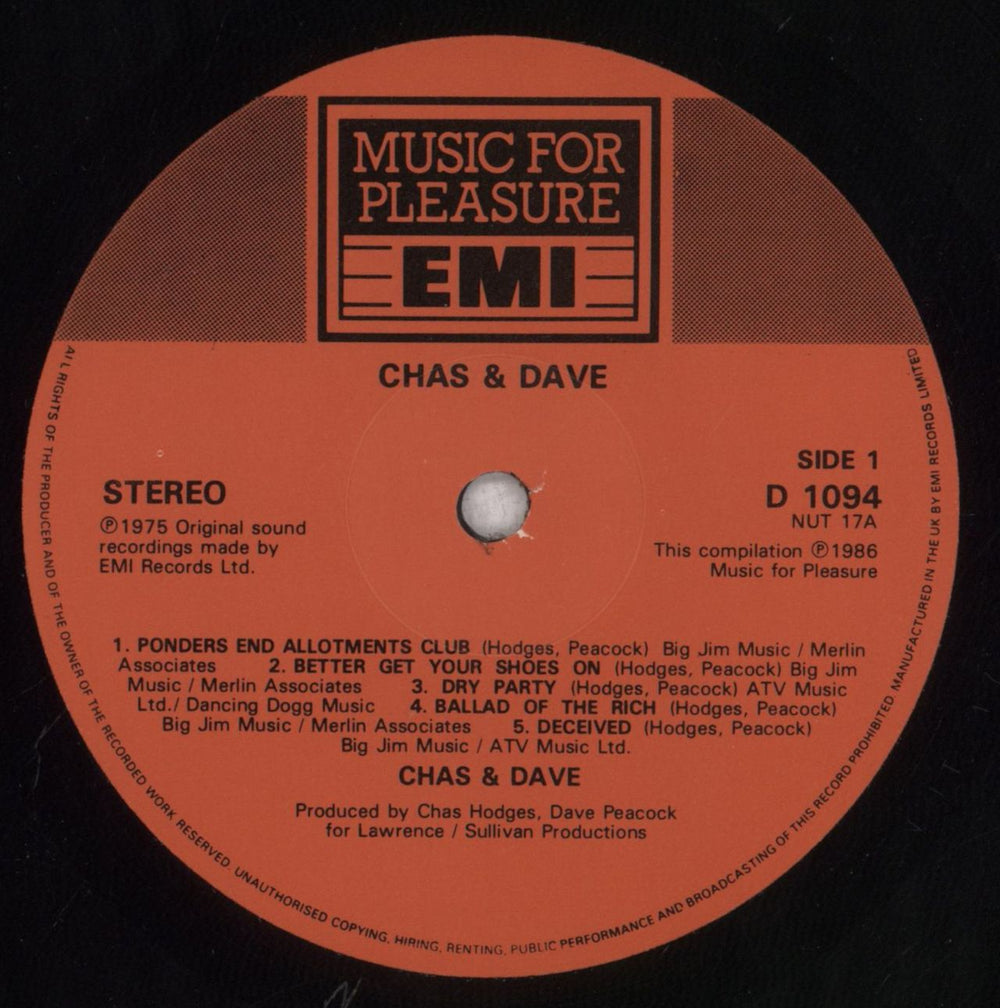 MUSIC FOR
PLEASURE
EMI
CHAS & DAVE
SIDE 1
STEREO
D 1094
NUT 17A
℗1975 Original sound
recordings made by
EMI Records Ltd.
This compilation ℗1986
Music for Pleasure
1. PONDERS END ALLOTMENTS CLUB (Hodges, Peacock) Big Jim Music / Merlin
Associates 2. BETTER GET YOUR SHOES ON (Hodges, Peacock) Big Jim
Music / Merlin Associates 3. DRY PARTY (Hodges, Peacock) ATV Music
Ltd./ Dancing Dogg Music 4. BALLAD OF THE RICH (Hodges, Peacock)
Big Jim Music / Merlin Associates 5. DECEIVED (Hodges, Peacock)
Big Jim Music / ATV Music Ltd.
CHAS & DAVE
Produced by Chas Hodges, Dave Peacock
for Lawrence / Sullivan Productions
ALL RIGHTS OF THE PRODUCER AND OF THE OWNER OF THE RECORDED WORK RESERVED. UNAUTHORISED COPYING, HIRING, RENTING, PUBLIC PERFORMANCE AND BROADCASTING OF THIS RECORD PROHIBITED. MANUFACTURED IN THE UK BY EMI RECORDS LIMITED